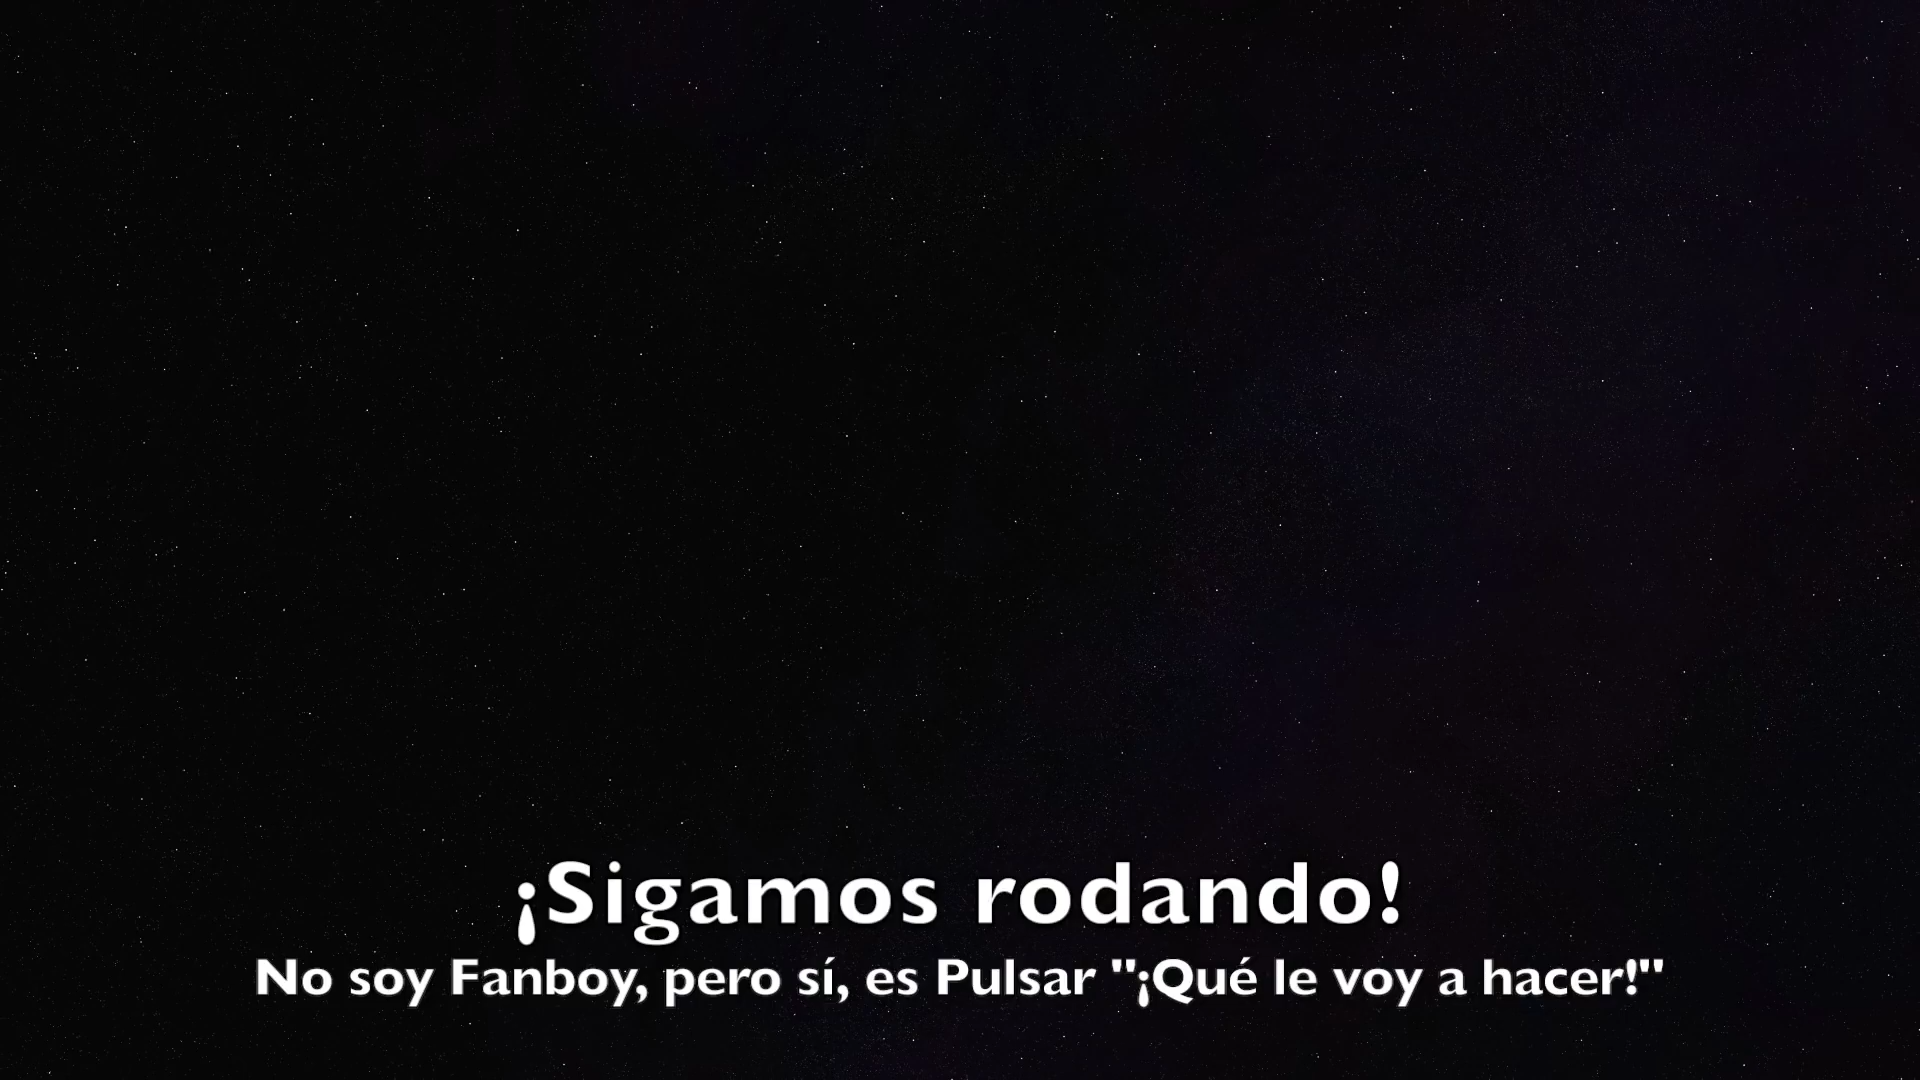 ¡Sigamos rodando!
No soy Fanboy, pero sí, es Pulsar "¡Qué le voy a hacer!"